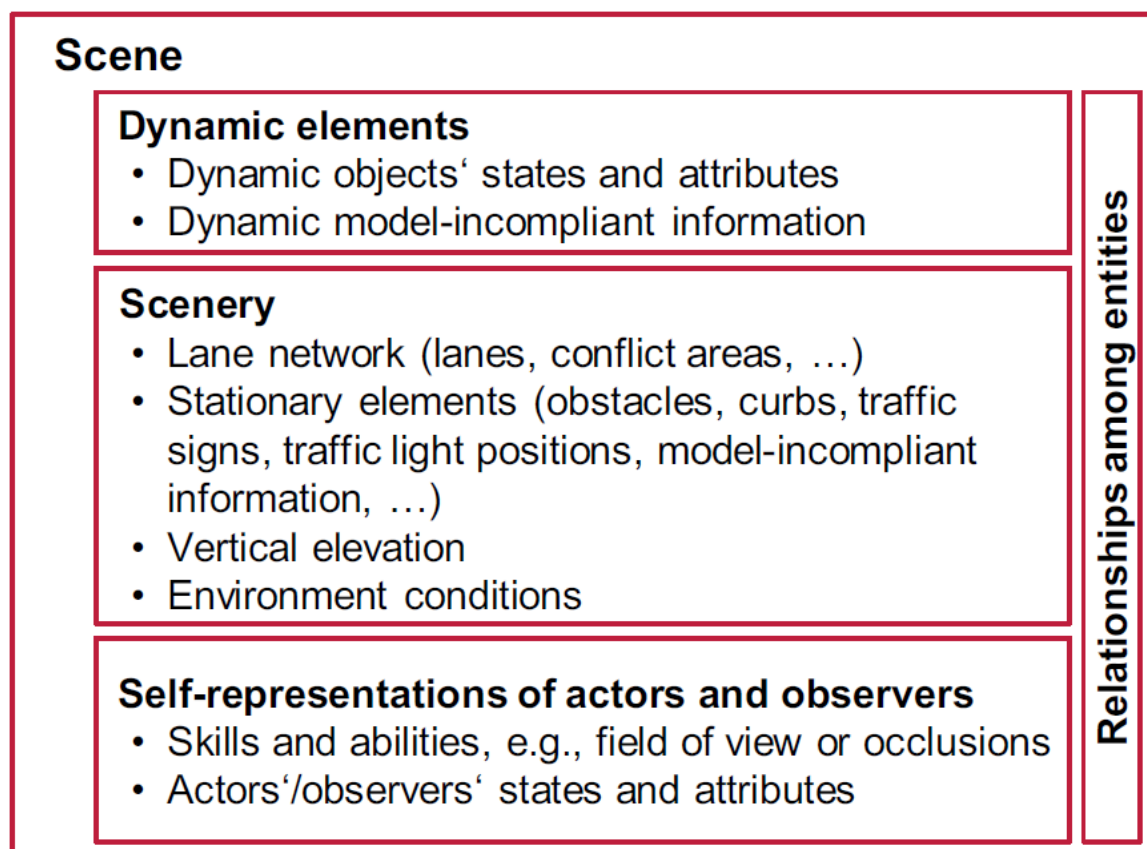 Scene
Dynamic elements
• Dynamic objects‘ states and attributes
• Dynamic model-incompliant information
Scenery
• Lane network (lanes, conflict areas, …)
• Stationary elements (obstacles, curbs, traffic
signs, traffic light positions, model-incompliant
information, …)
• Vertical elevation
• Environment conditions
Self-representations of actors and observers
• Skills and abilities, e.g., field of view or occlusions
• Actors‘/observers‘ states and attributes
Relationships among entities